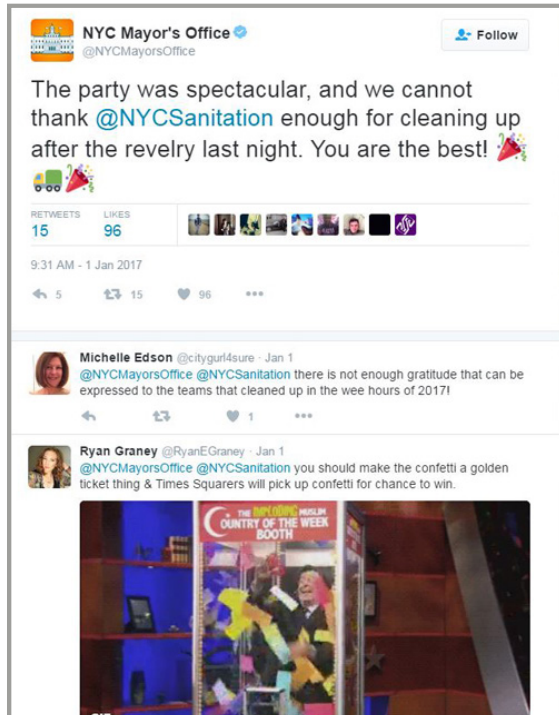 NYC Mayor's Office
@NYCMayorsOffice
Follow
The party was spectacular, and we cannot
thank @NYCSanitation enough for cleaning up
after the revelry last night. You are the best! 🎉
🚛🎉
RETWEETS LIKES
15 96
9:31 AM - 1 Jan 2017
5 15 96
Michelle Edson @citygurl4sure · Jan 1
@NYCMayorsOffice @NYCSanitation there is not enough gratitude that can be
expressed to the teams that cleaned up in the wee hours of 2017!
1
Ryan Graney @RyanEGraney · Jan 1
@NYCMayorsOffice @NYCSanitation you should make the confetti a golden
ticket thing & Times Squarers will pick up confetti for chance to win.
THE IMPLODING MUSLIM
OUNTRY OF THE WEEK
BOOTH